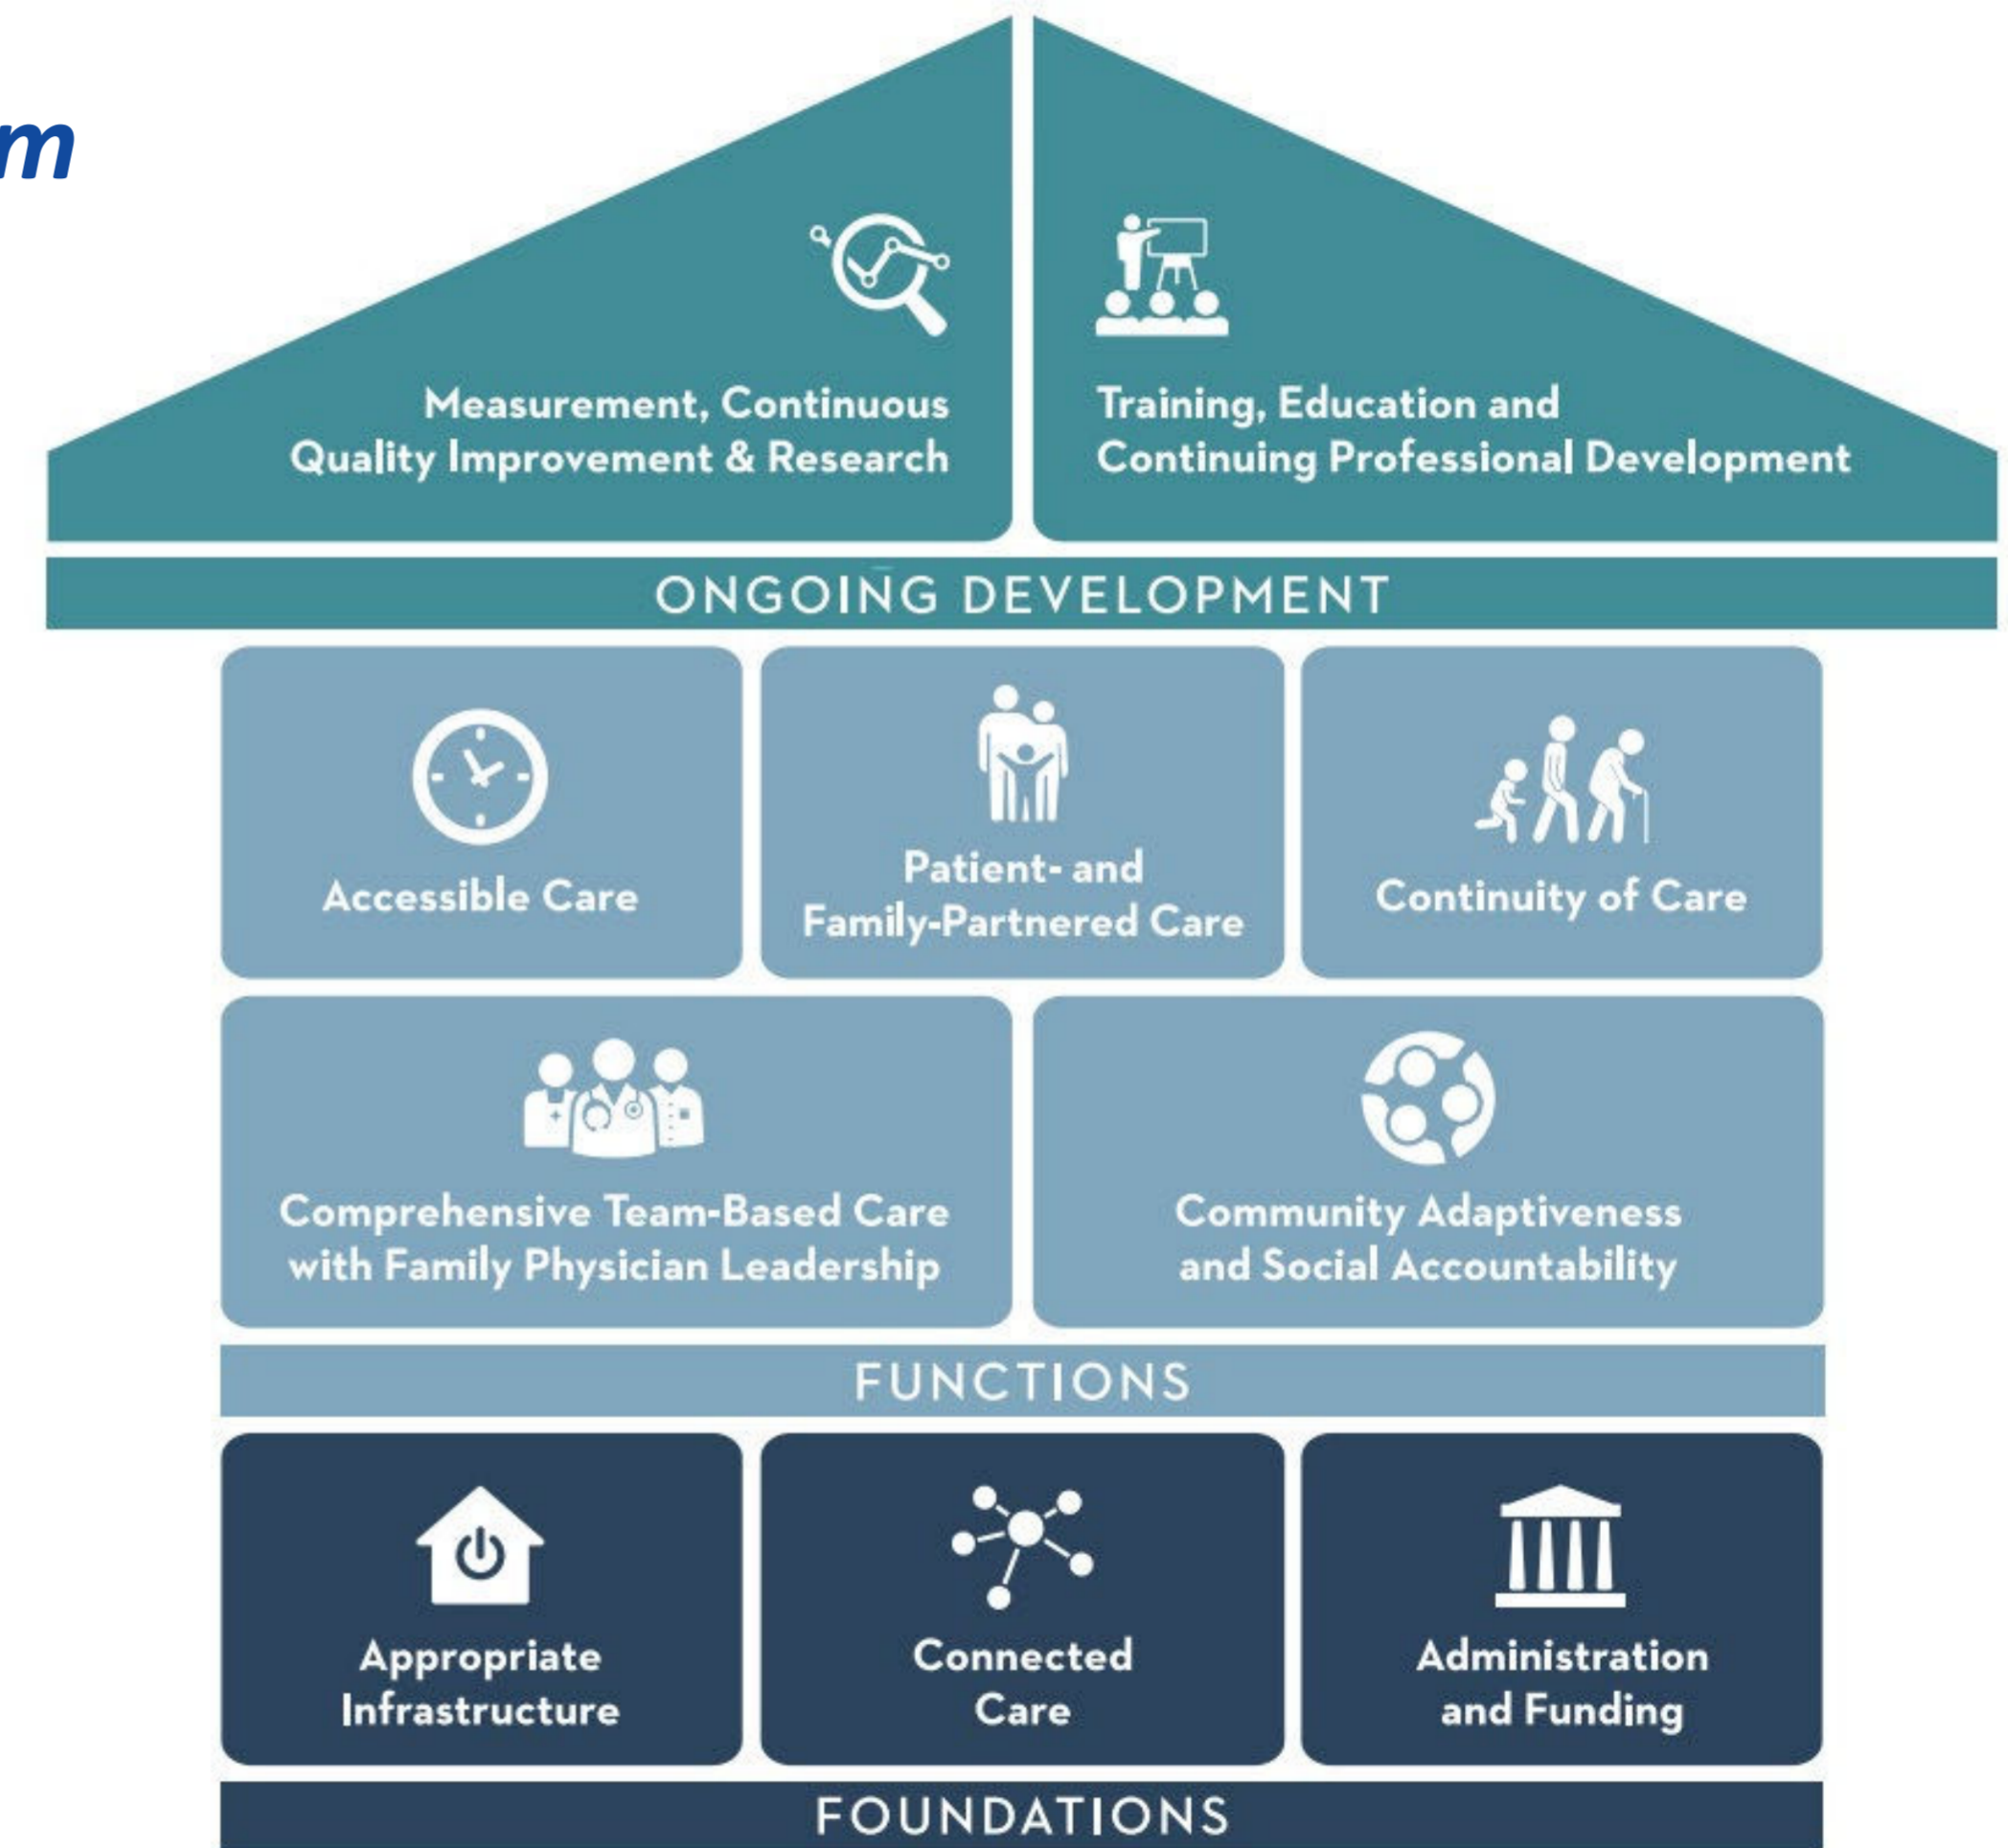 m
Measurement, Continuous
Quality Improvement & Research
Training, Education and
Continuing Professional Development
ONGOING DEVELOPMENT
Accessible Care
Patient- and
Family-Partnered Care
Continuity of Care
Comprehensive Team-Based Care
with Family Physician Leadership
Community Adaptiveness
and Social Accountability
FUNCTIONS
Appropriate
Infrastructure
Connected
Care
Administration
and Funding
FOUNDATIONS